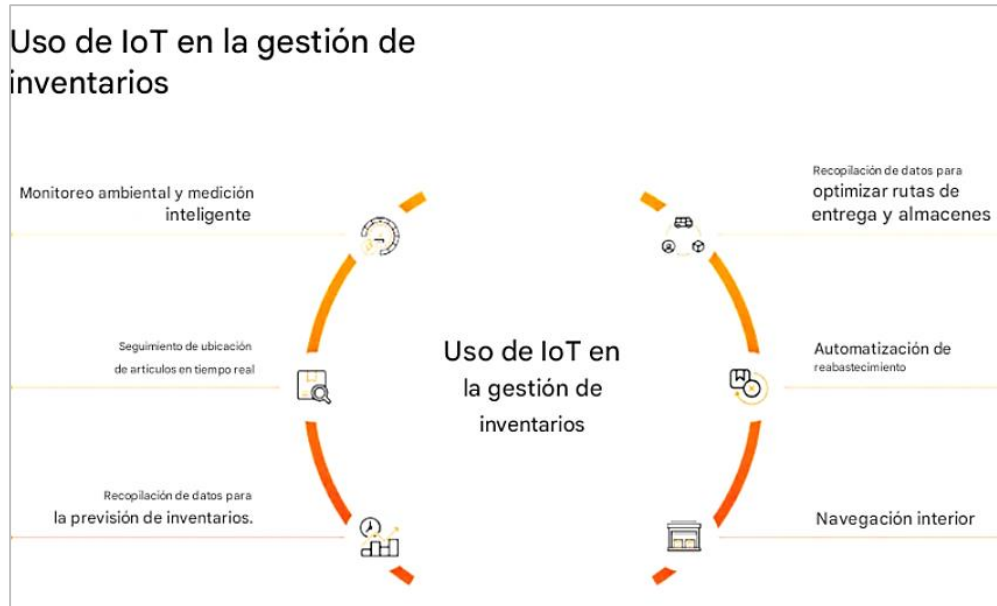 Uso de IoT en la gestión de
inventarios
Monitoreo ambiental y medición
inteligente
Seguimiento de ubicación
de artículos en tiempo real
Recopilación de datos para
la previsión de inventarios.
Uso de IoT en
la gestión de
inventarios
Recopilación de datos para
optimizar rutas de
entrega y almacenes
Automatización de
reabastecimiento
Navegación interior